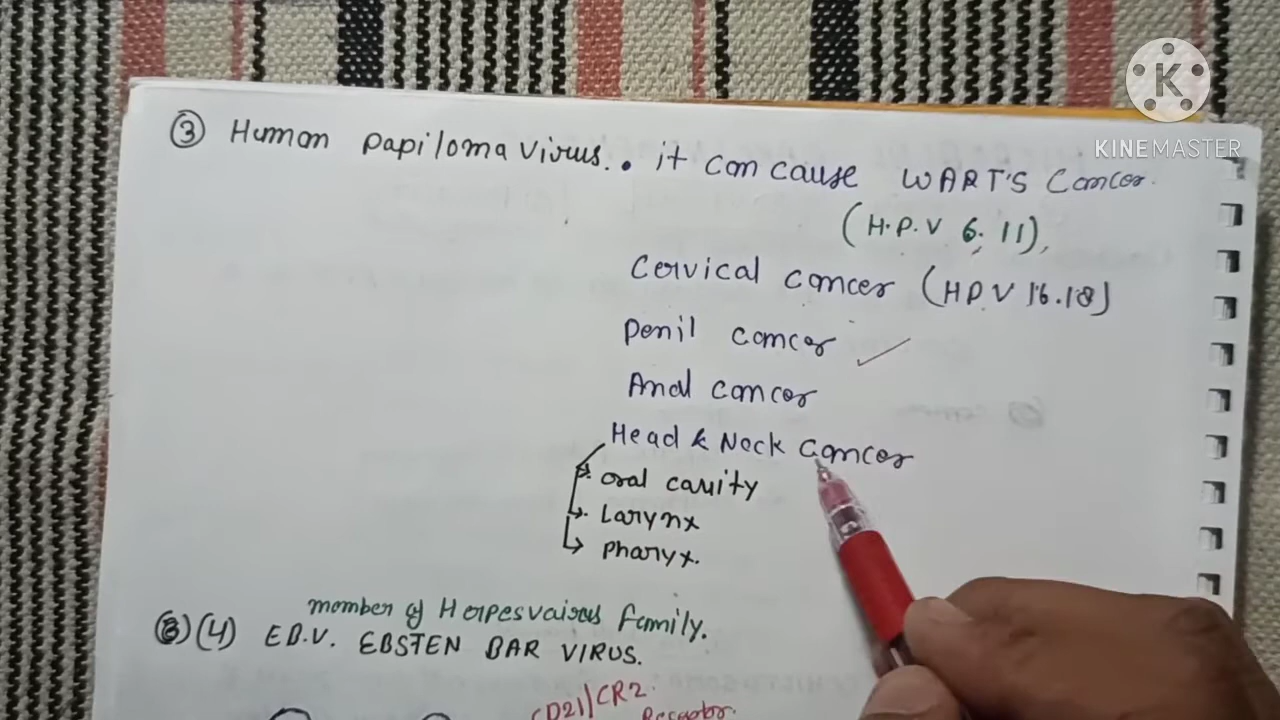 K
KINEMASTER
③ Human papiloma virus.. it can cause WART'S Cancer.
(H.P.V 6. 11),
Cervical cancer (HPV 16.18)
Penil cancer
Anal cancer
Head & Neck Cancer
oral cavity
Larynx
Pharyx.
member of Herpesvairus family.
(4) E.B.V. EBSTEN BAR VIRUS.
CD21/CR2.
Receptor.